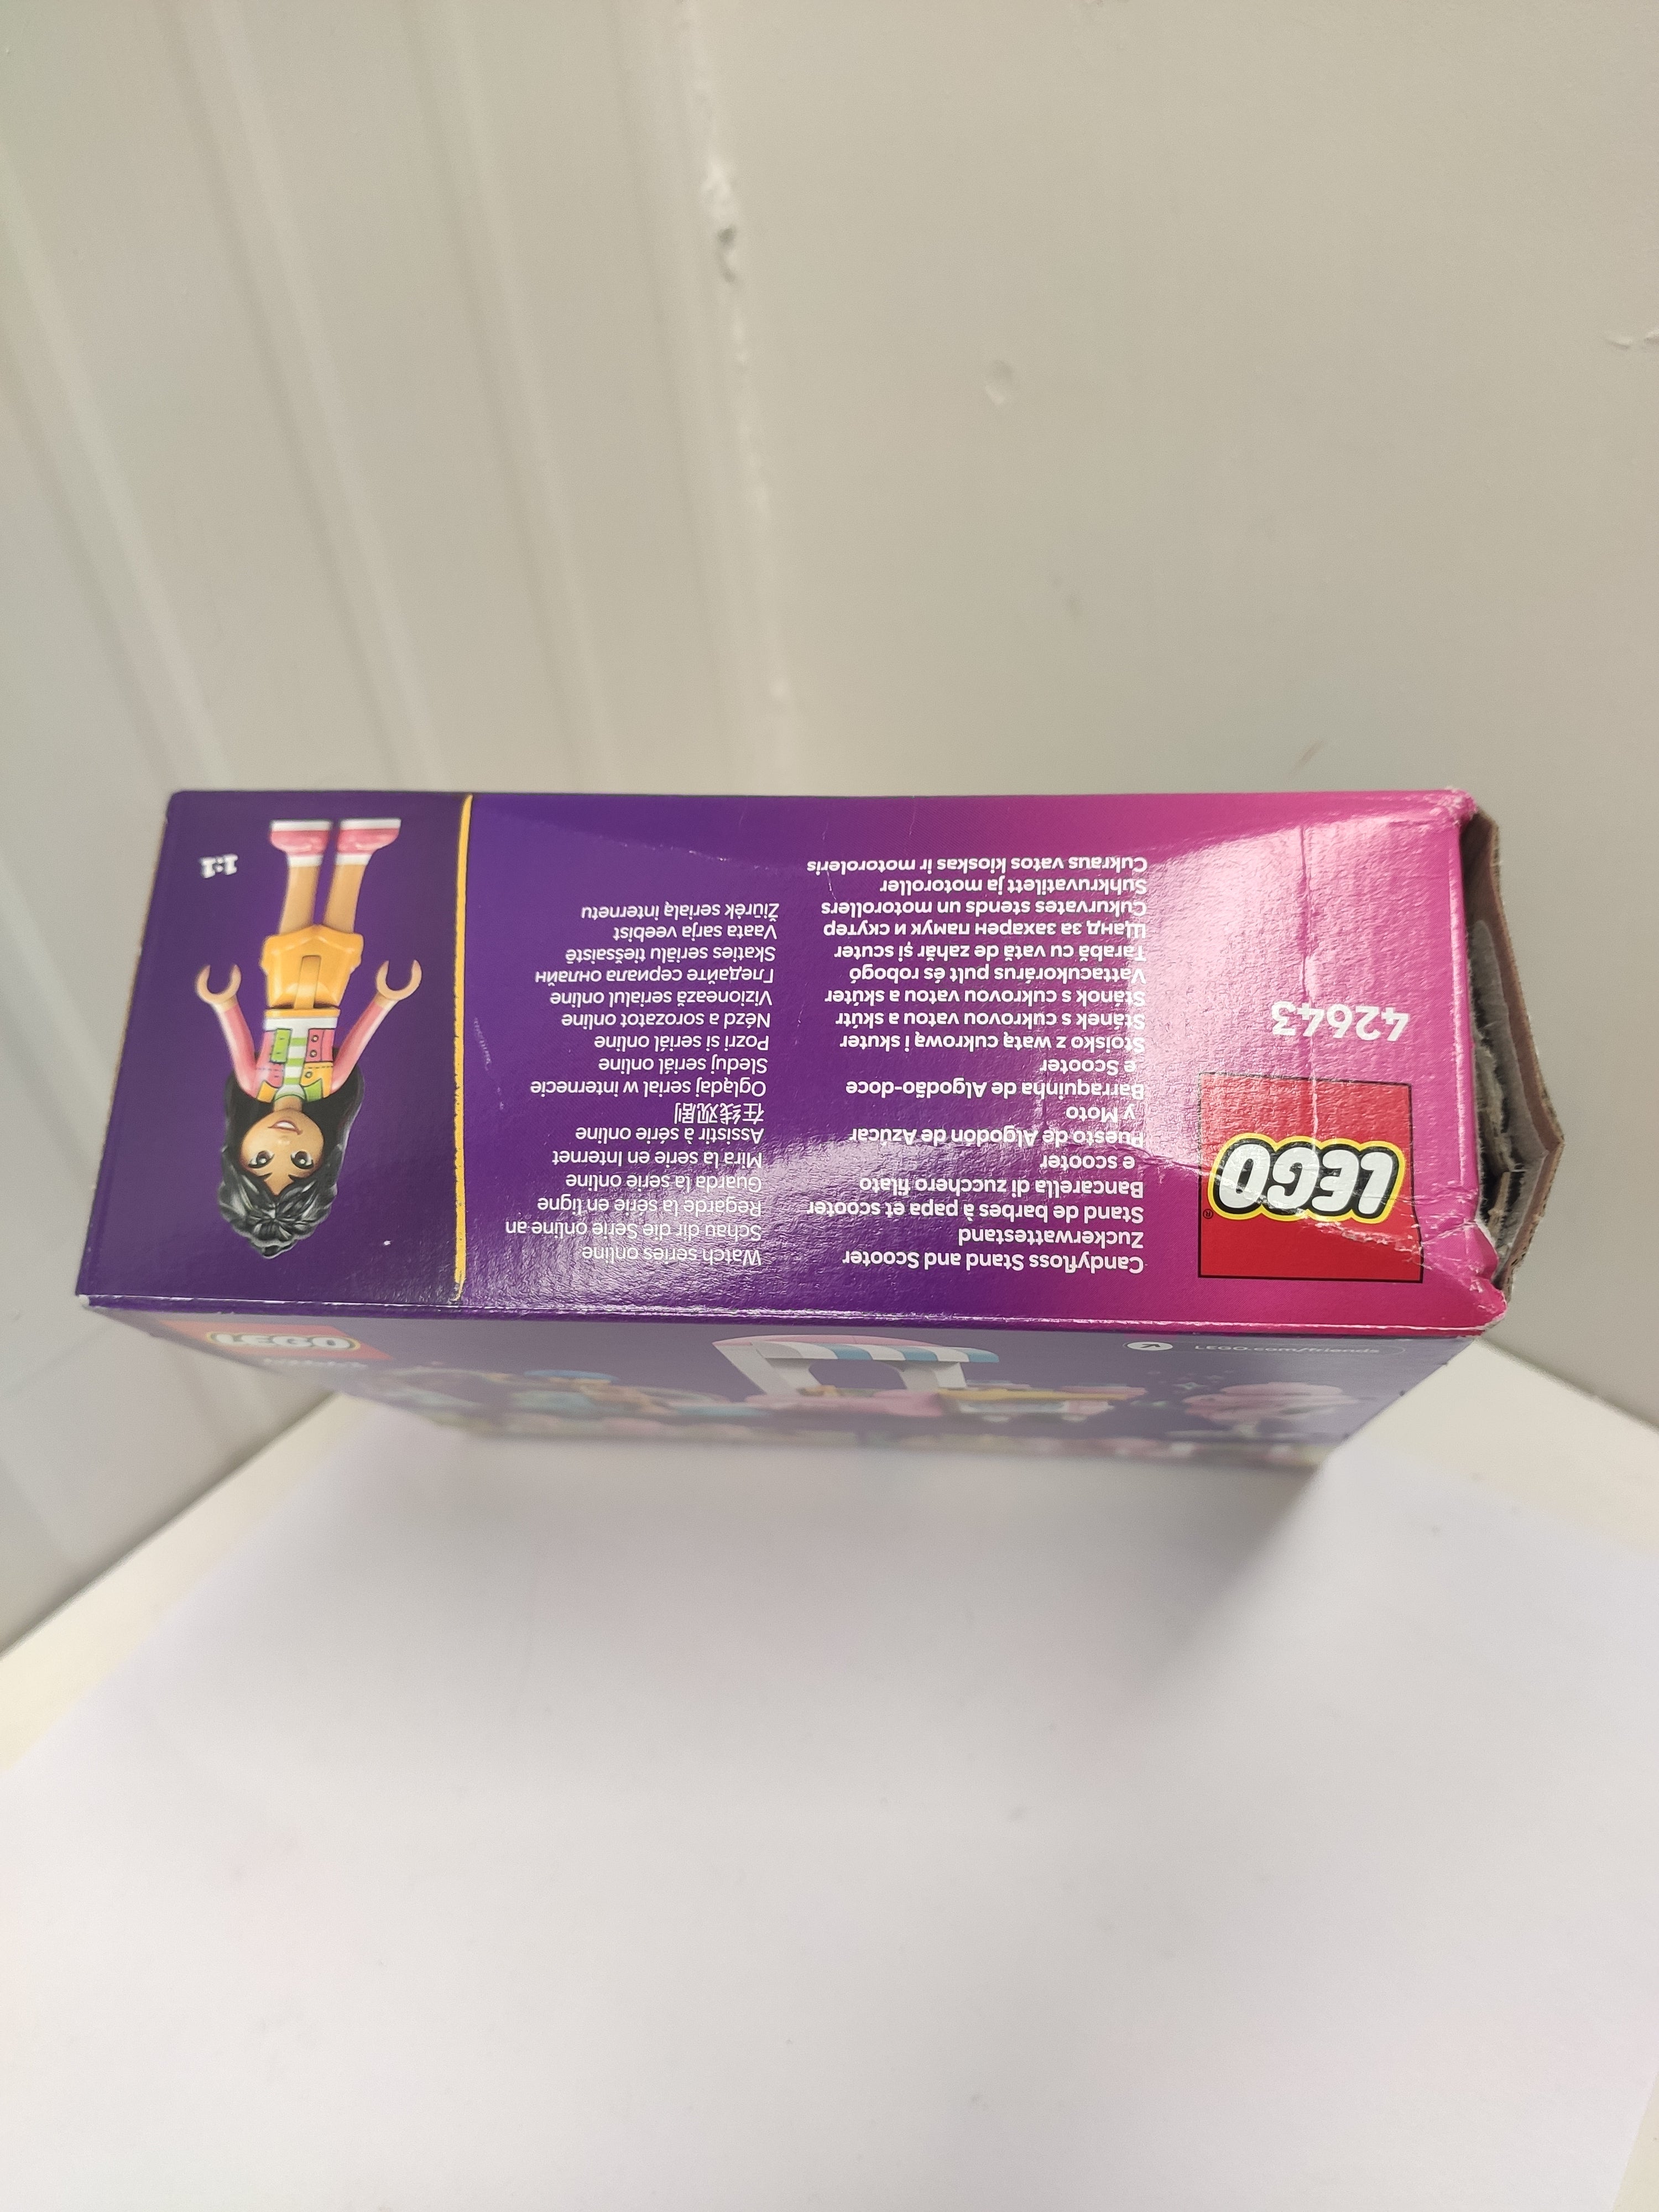 LEGO®
42643
Candyfloss Stand and Scooter
Zuckerwattestand
Stand de barbes à papa et scooter
Bancarella di zucchero filato
e scooter
Puesto de Algodón de Azúcar
y Moto
Barraquinha de Algodão-doce
e Scooter
Stoisko z watą cukrową i skuter
Stánek s cukrovou vatou a skútr
Stánok s cukrovou vatou a skúter
Vattacukorárus pult és robogó
Tarabă cu vată de zahăr și scuter
Щанд за захарен памук и скутер
Cukurvates stends un motorollers
Suhkruvatilett ja motoroller
Cukraus vatos kioskas ir motoroleris
Watch series online
Schau dir die Serie online an
Regarde la série en ligne
Guarda la serie online
Mira la serie en Internet
Assistir à série online
在线观剧
Oglądaj serial w internecie
Sleduj seriál online
Pozri si seriál online
Nézd a sorozatot online
Vizionează serialul online
Гледайте сериала онлайн
Skaties seriālu tiešsaistē
Vaata sarja veebist
Žiūrėk serialą internetu
1:1
LEGO.com/friends
LEGO